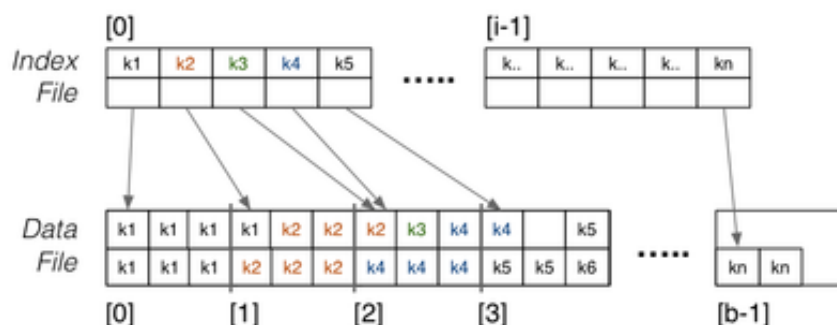 [0] [i-1]
Index k1 k2 k3 k4 k5 ..... k.. k.. k.. k.. kn
File
Data k1 k1 k1 k1 k2 k2 k2 k3 k4 k4 k5
File k1 k1 k1 k2 k2 k2 k4 k4 k4 k5 k5 k6 ..... kn kn
[0] [1] [2] [3] [b-1]